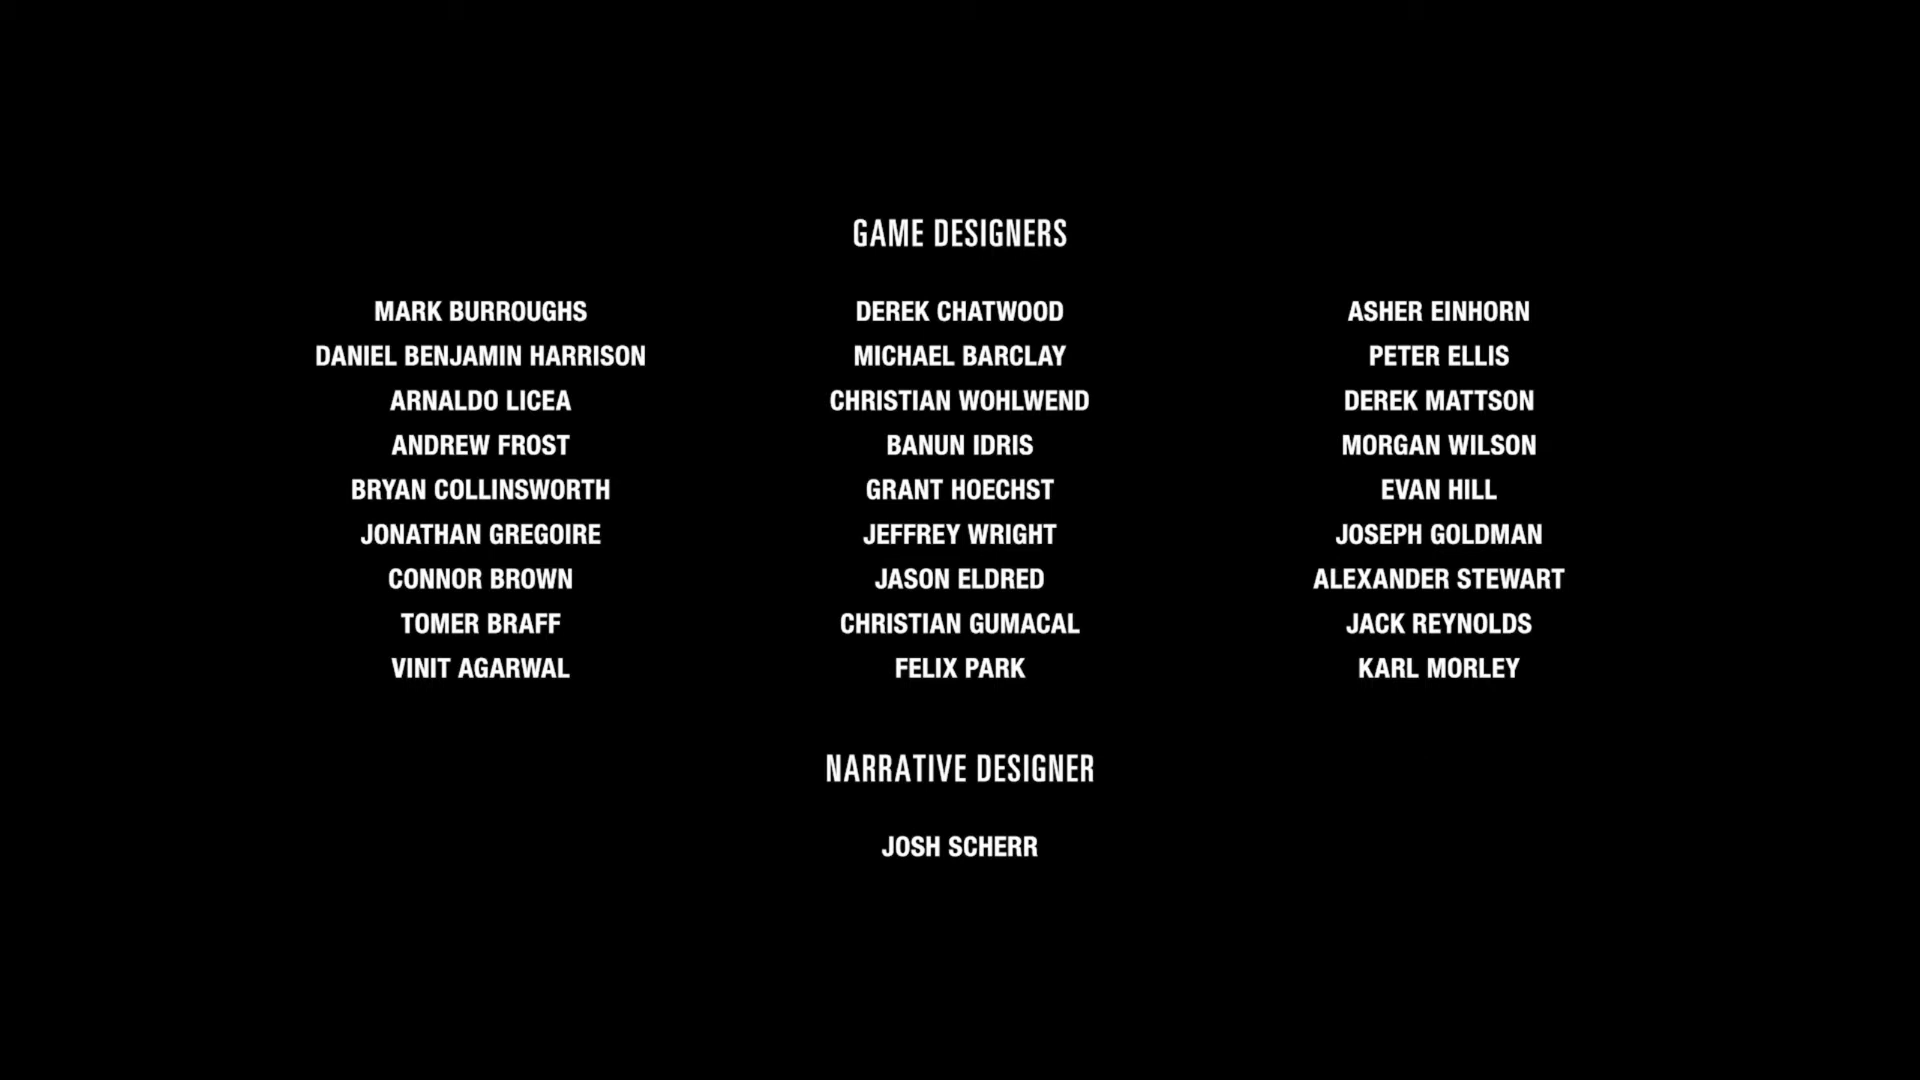 GAME DESIGNERS
MARK BURROUGHS DEREK CHATWOOD ASHER EINHORN
DANIEL BENJAMIN HARRISON MICHAEL BARCLAY PETER ELLIS
ARNALDO LICEA CHRISTIAN WOHLWEND DEREK MATTSON
ANDREW FROST BANUN IDRIS MORGAN WILSON
BRYAN COLLINSWORTH GRANT HOECHST EVAN HILL
JONATHAN GREGOIRE JEFFREY WRIGHT JOSEPH GOLDMAN
CONNOR BROWN JASON ELDRED ALEXANDER STEWART
TOMER BRAFF CHRISTIAN GUMACAL JACK REYNOLDS
VINIT AGARWAL FELIX PARK KARL MORLEY
NARRATIVE DESIGNER
JOSH SCHERR